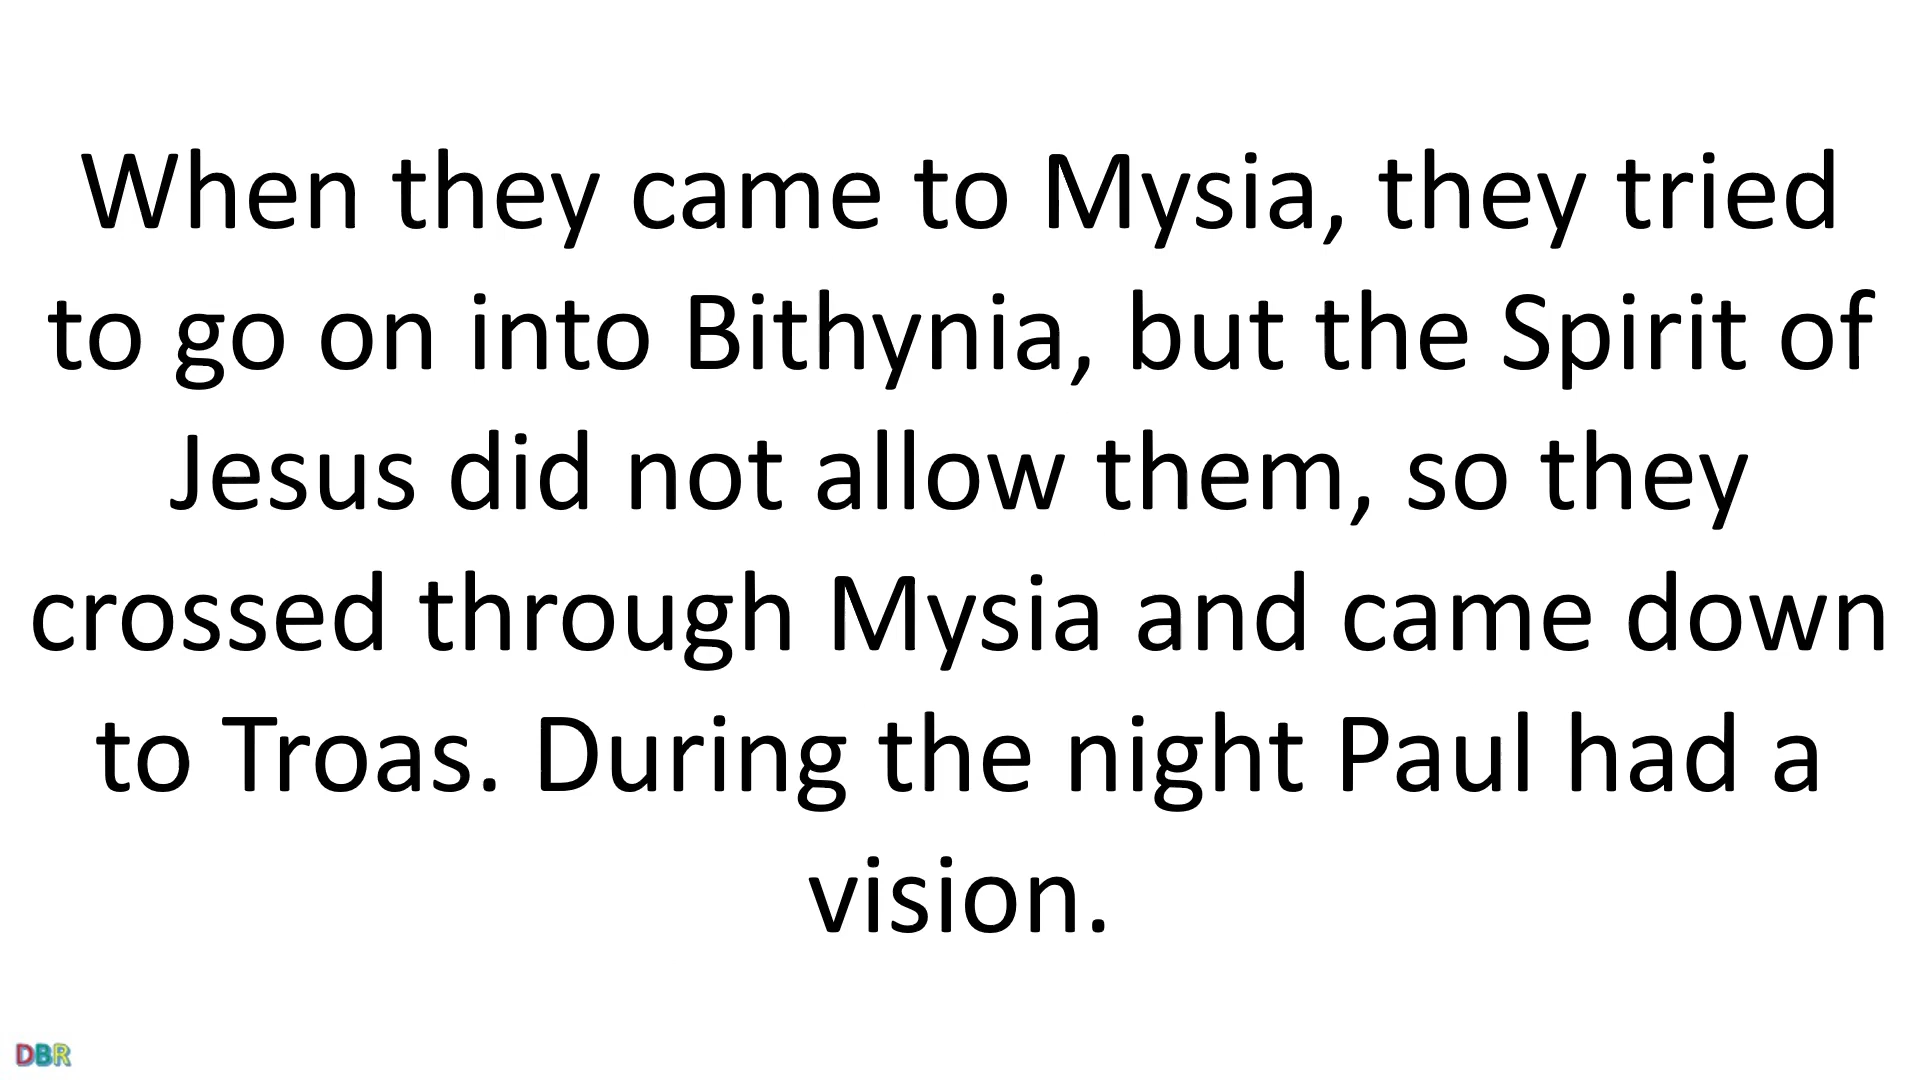 When they came to Mysia, they tried
to go on into Bithynia, but the Spirit of
Jesus did not allow them, so they
crossed through Mysia and came down
to Troas. During the night Paul had a
vision.
DBR